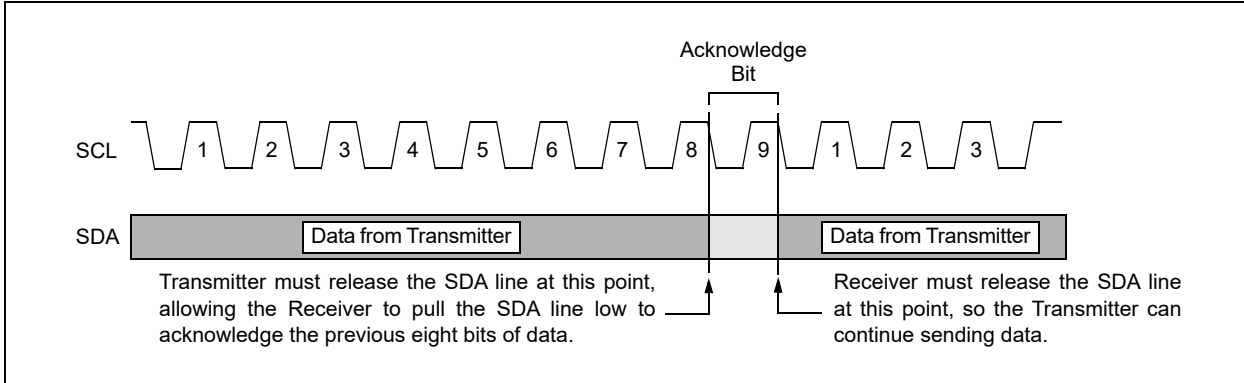 Acknowledge
Bit
SCL
1 2 3 4 5 6 7 8 9 1 2 3
SDA
Data from Transmitter
Data from Transmitter
Transmitter must release the SDA line at this point,
allowing the Receiver to pull the SDA line low to
acknowledge the previous eight bits of data.
Receiver must release the SDA line
at this point, so the Transmitter can
continue sending data.